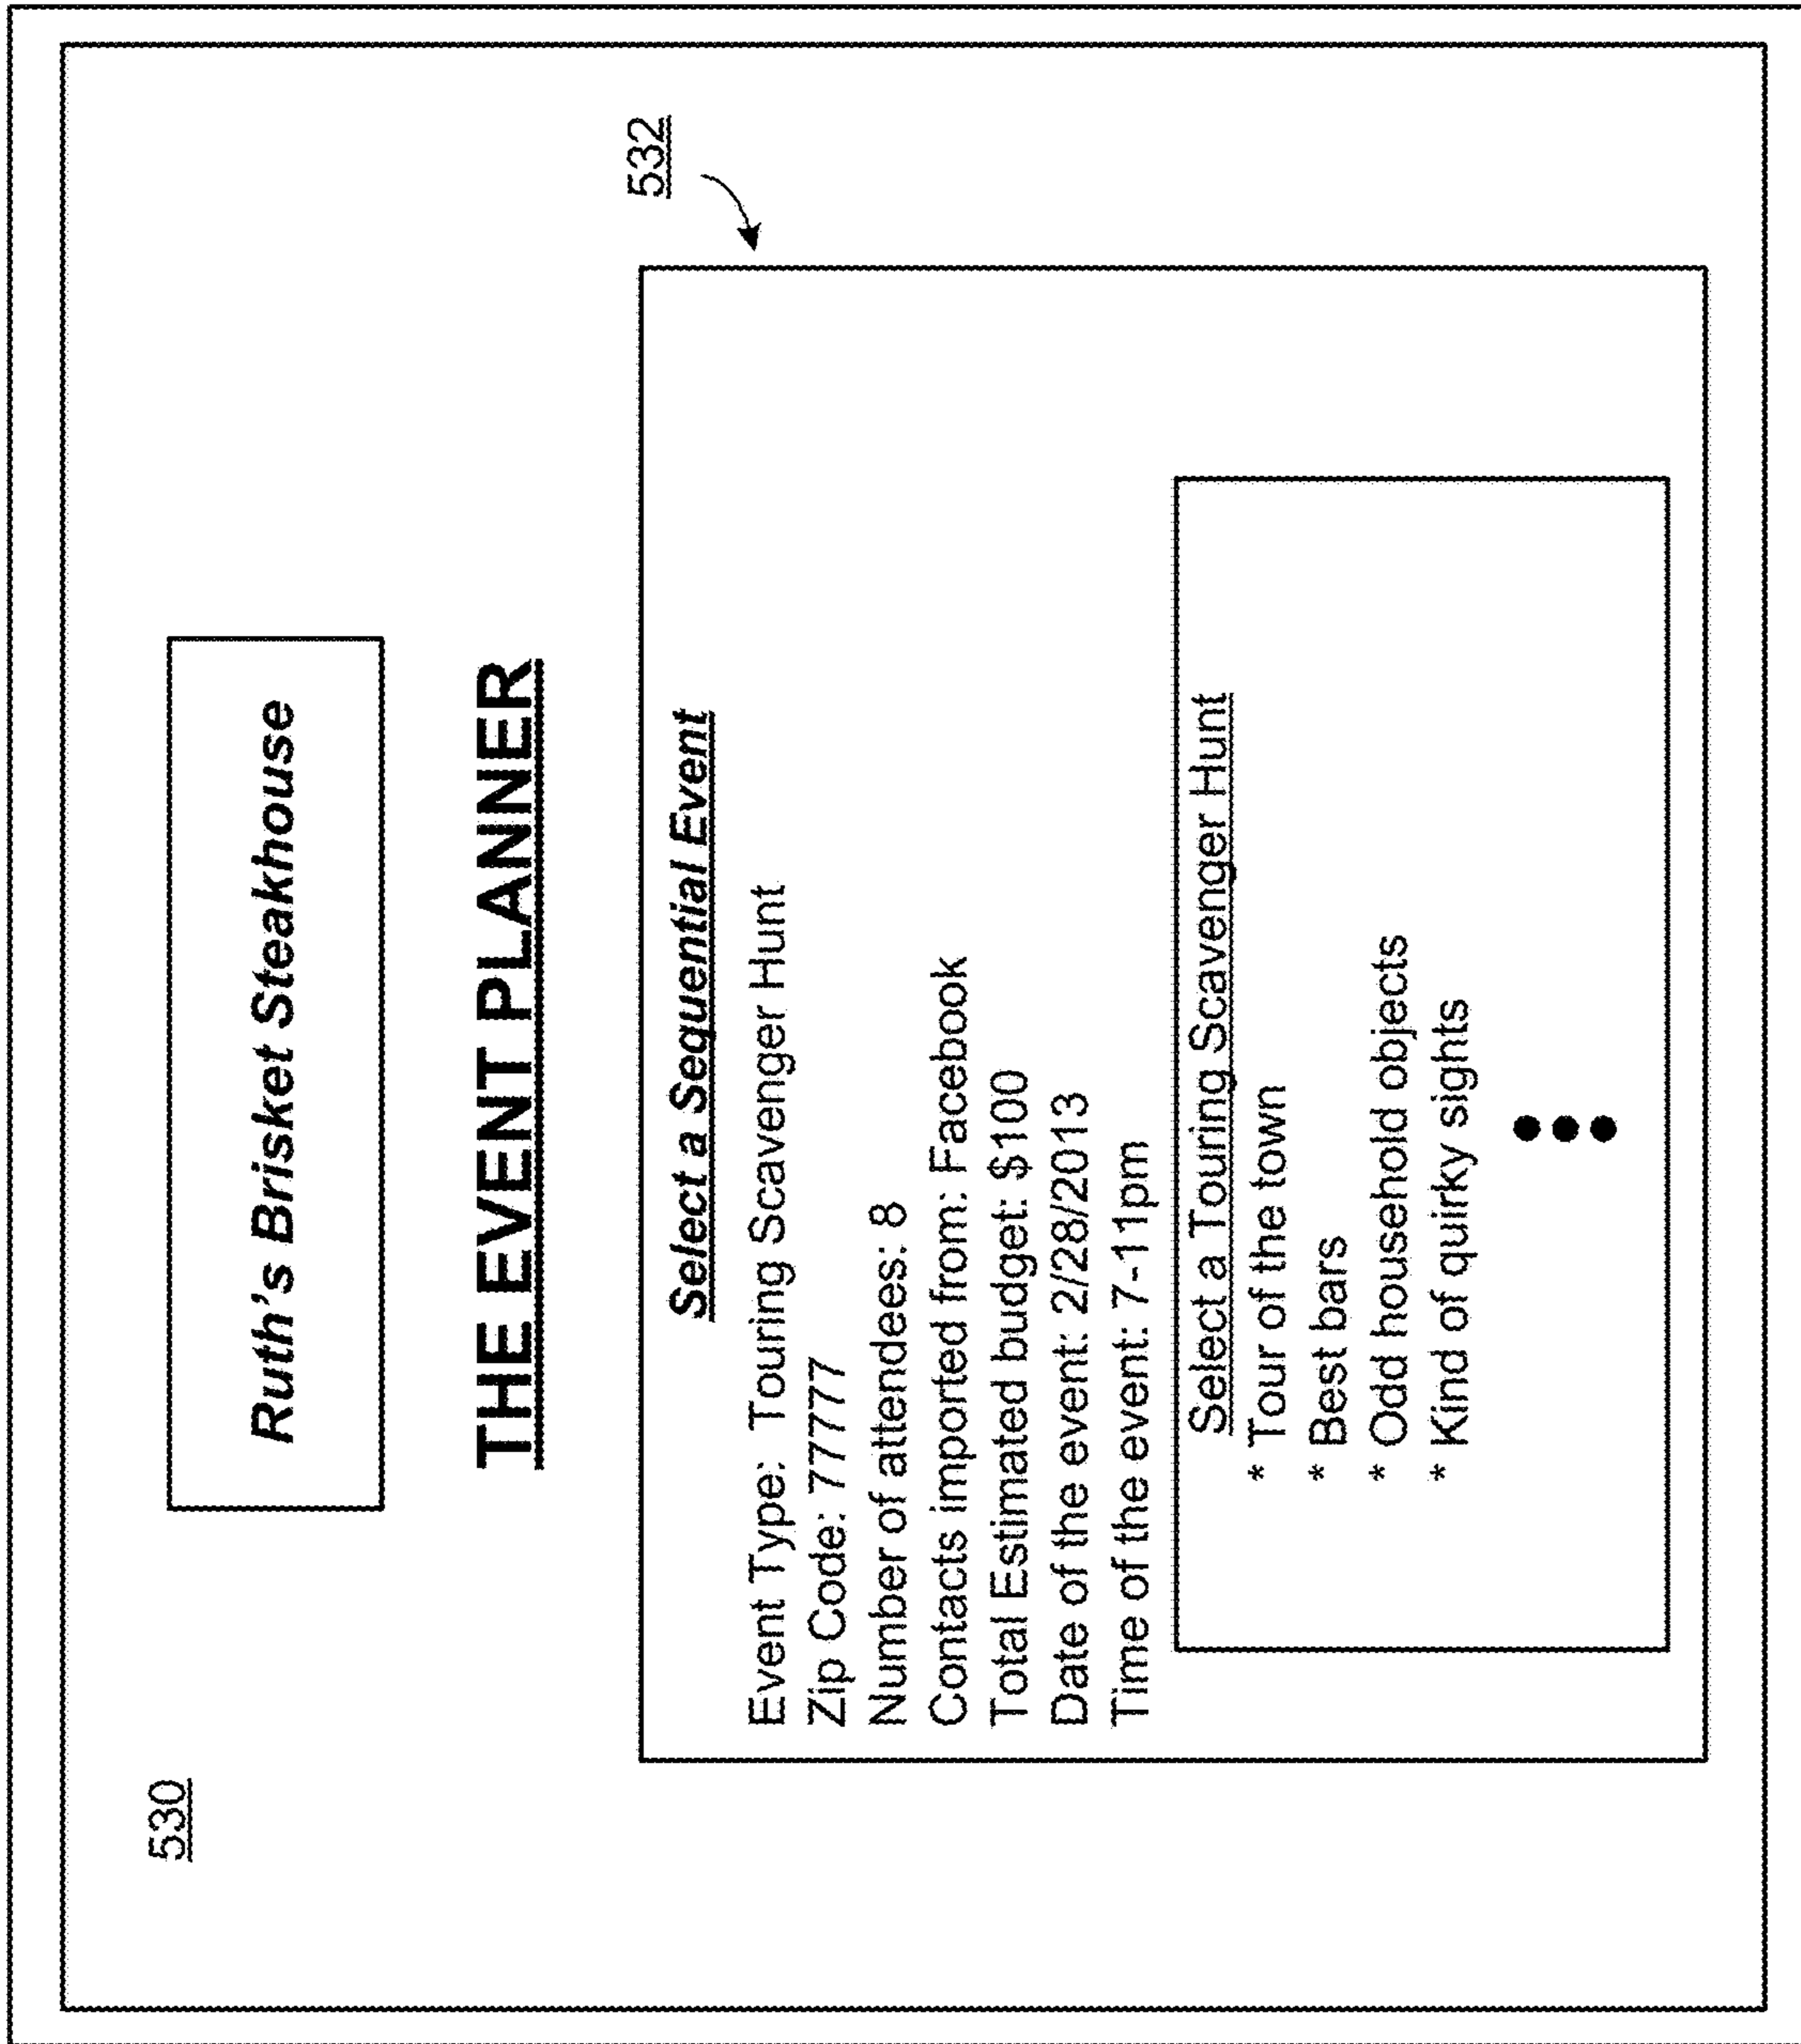 530
Ruth's Brisket Steakhouse
THE EVENT PLANNER
532
Select a Sequential Event
Event Type: Touring Scavenger Hunt
Zip Code: 77777
Number of attendees: 8
Contacts imported from: Facebook
Total Estimated budget: $100
Date of the event: 2/28/2013
Time of the event: 7-11pm
Select a Touring Scavenger Hunt
* Tour of the town
* Best bars
* Odd household objects
* Kind of quirky sights